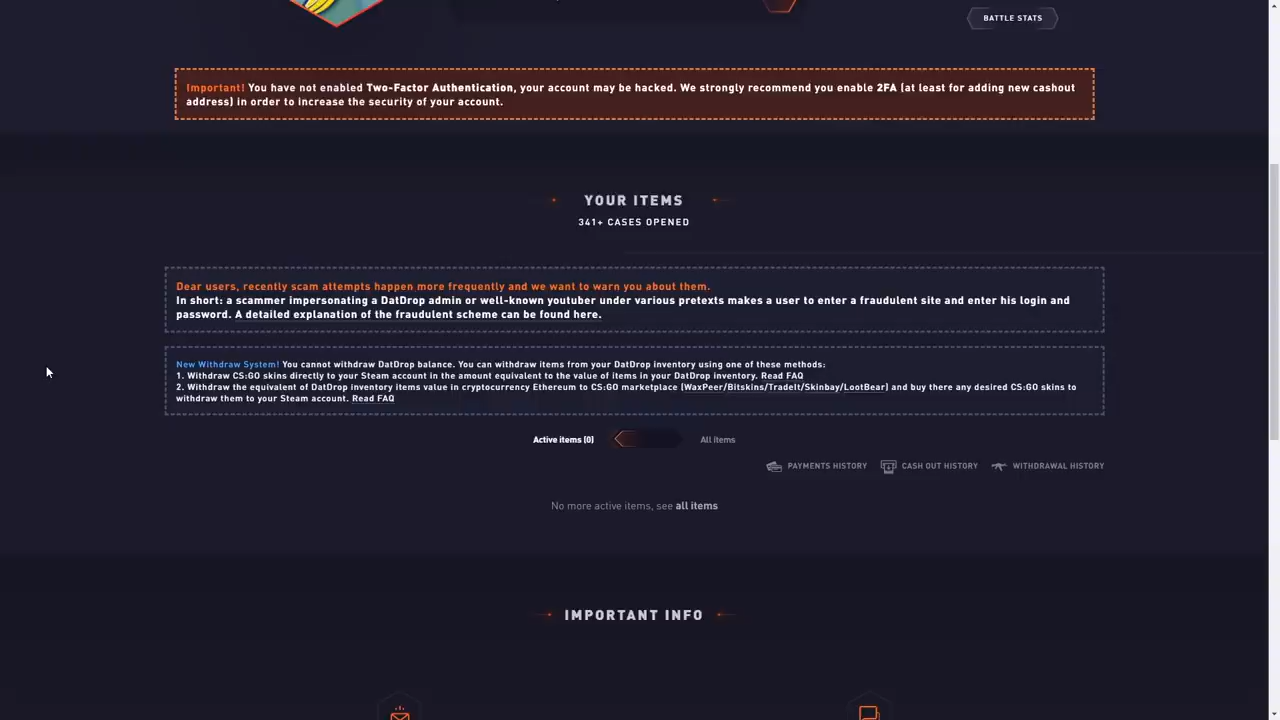 BATTLE STATS
Important! You have not enabled Two-Factor Authentication, your account may be hacked. We strongly recommend you enable 2FA (at least for adding new cashout
address) in order to increase the security of your account.
YOUR ITEMS
341+ CASES OPENED
Dear users, recently scam attempts happen more frequently and we want to warn you about them.
In short: a scammer impersonating a DatDrop admin or well-known youtuber under various pretexts makes a user to enter a fraudulent site and enter his login and
password. A detailed explanation of the fraudulent scheme can be found here.
New Withdraw System! You cannot withdraw DatDrop balance. You can withdraw items from your DatDrop inventory using one of these methods:
1. Withdraw CS:GO skins directly to your Steam account in the amount equivalent to the value of items in your DatDrop inventory. Read FAQ
2. Withdraw the equivalent of DatDrop inventory items value in cryptocurrency Ethereum to CS:GO marketplace (WaxPeer/Bitskins/TradeIt/Skinbay/LootBear) and buy there any desired CS:GO skins to
withdraw them to your Steam account. Read FAQ
Active items (0) All items
PAYMENTS HISTORY CASH OUT HISTORY WITHDRAWAL HISTORY
No more active items, see all items
IMPORTANT INFO